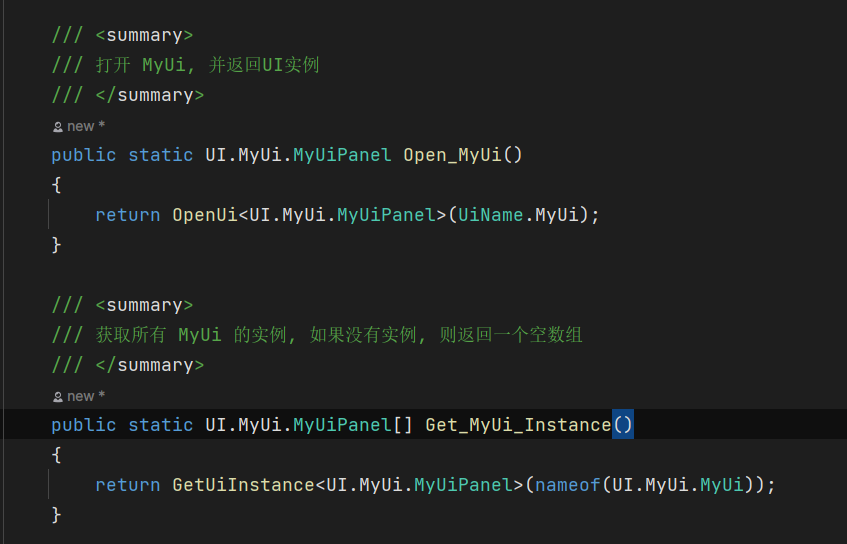 /// <summary>
/// 打开 MyUi, 并返回UI实例
/// </summary>
new *
public static UI.MyUi.MyUiPanel Open_MyUi()
{
return OpenUi<UI.MyUi.MyUiPanel>(UiName.MyUi);
}
/// <summary>
/// 获取所有 MyUi 的实例, 如果没有实例, 则返回一个空数组
/// </summary>
new *
public static UI.MyUi.MyUiPanel[] Get_MyUi_Instance()
{
return GetUiInstance<UI.MyUi.MyUiPanel>(nameof(UI.MyUi.MyUi));
}